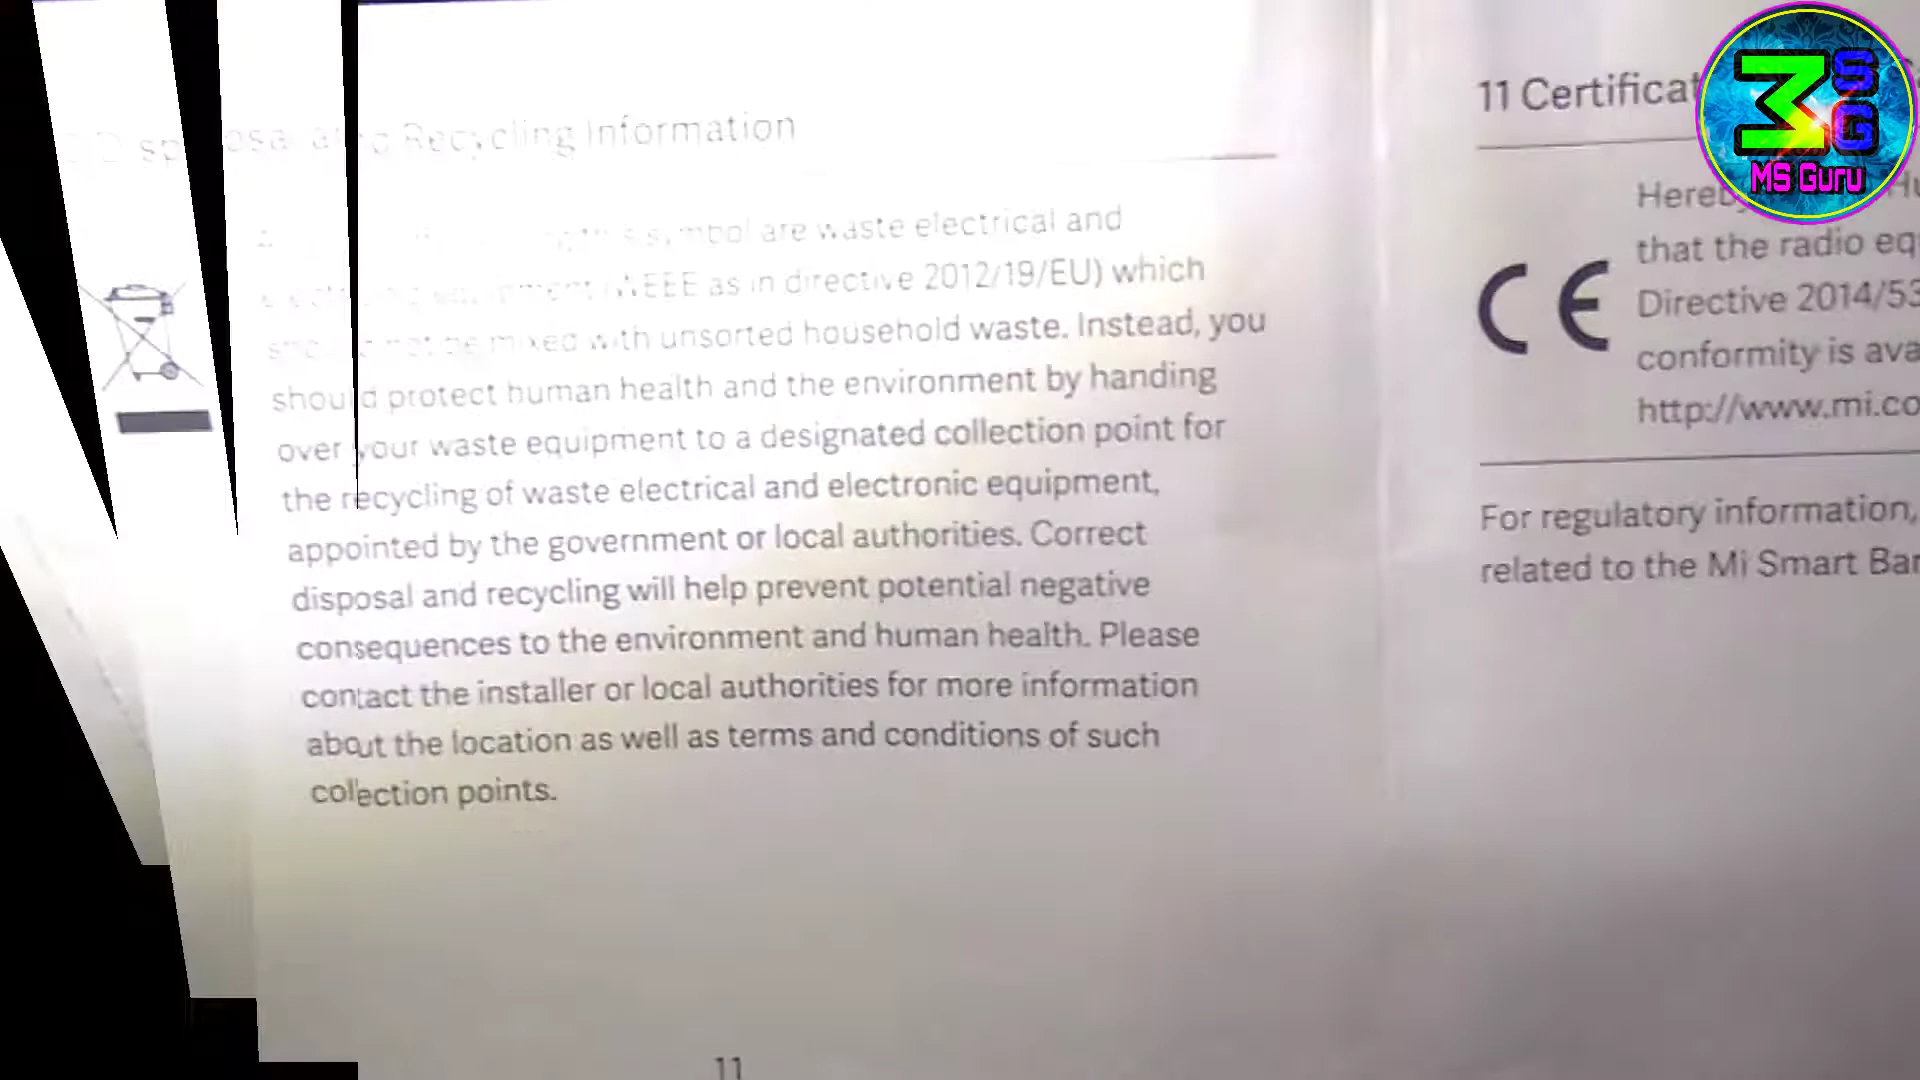 Recycling Information
symbol are waste electrical and
EEE as in directive 2012/19/EU) which
mixed with unsorted household waste. Instead, you
should protect human health and the environment by handing
over your waste equipment to a designated collection point for
the recycling of waste electrical and electronic equipment,
appointed by the government or local authorities. Correct
disposal and recycling will help prevent potential negative
consequences to the environment and human health. Please
contact the installer or local authorities for more information
about the location as well as terms and conditions of such
collection points.
11
11 Certificat
CE
that the radio eq
Directive 2014/53
conformity is ava
http://www.mi.co
For regulatory information,
related to the Mi Smart Ban
MSG
MS Guru